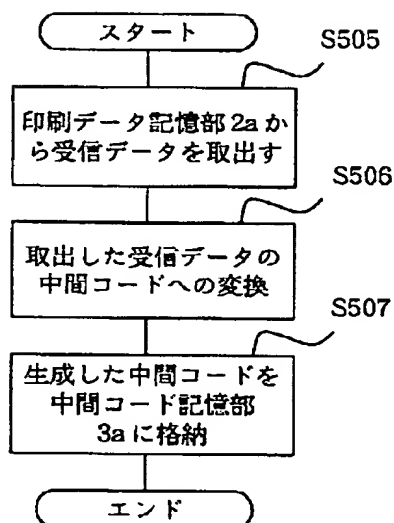 スタート
S505
印刷データ記憶部2aか
ら受信データを取出す
S506
取出した受信データの
中間コードへの変換
S507
生成した中間コードを
中間コード記憶部
3aに格納
エンド